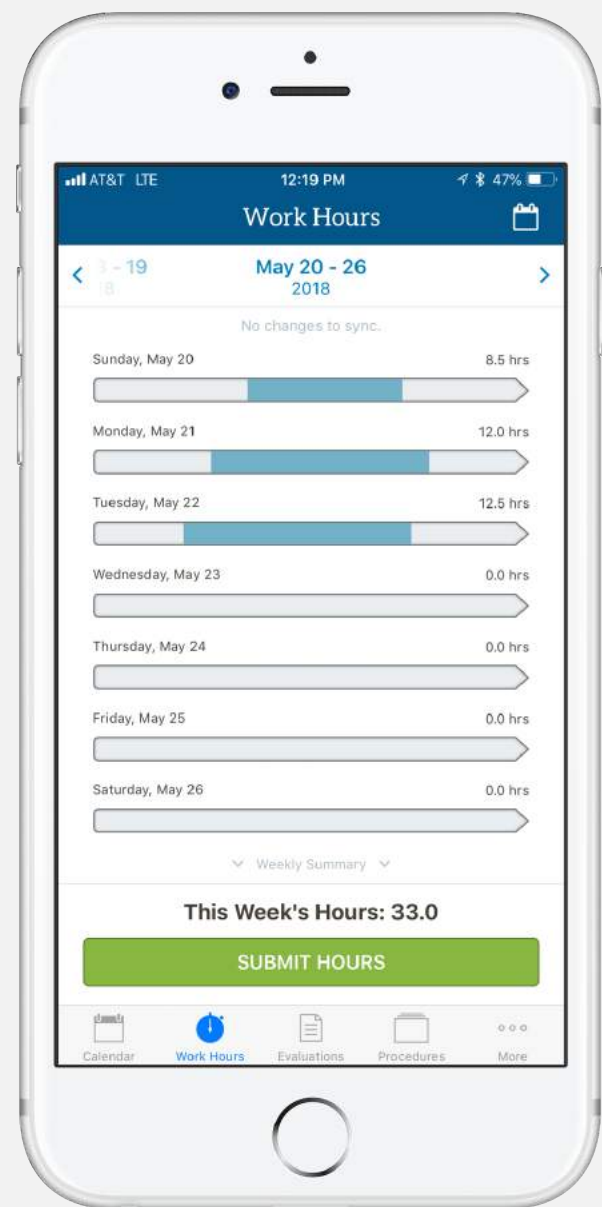 AT&T LTE 12:19 PM 47%
Work Hours
- 19 May 20 - 26
18 2018
No changes to sync.
Sunday, May 20 8.5 hrs
Monday, May 21 12.0 hrs
Tuesday, May 22 12.5 hrs
Wednesday, May 23 0.0 hrs
Thursday, May 24 0.0 hrs
Friday, May 25 0.0 hrs
Saturday, May 26 0.0 hrs
Weekly Summary
This Week's Hours: 33.0
SUBMIT HOURS
Calendar Work Hours Evaluations Procedures More